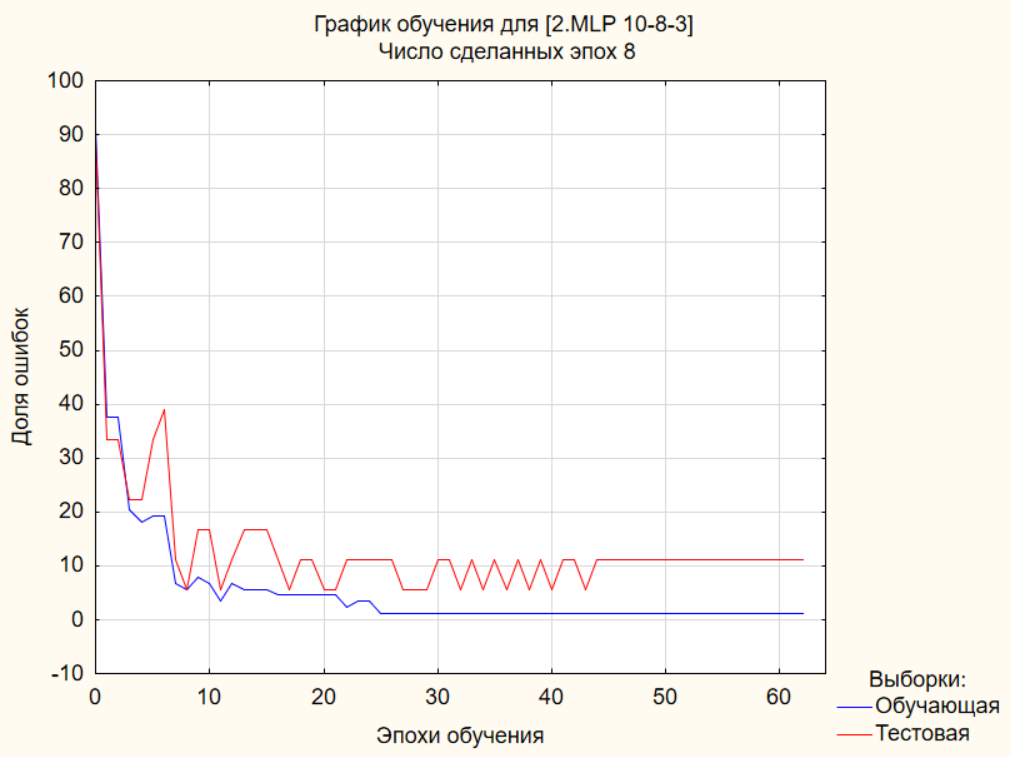 График обучения для [2.MLP 10-8-3]
Число сделанных эпох 8
100
90
80
70
60
50
40
30
20
10
0
-10
Доля ошибок
0 10 20 30 40 50 60
Эпохи обучения
Выборки:
Обучающая
Тестовая